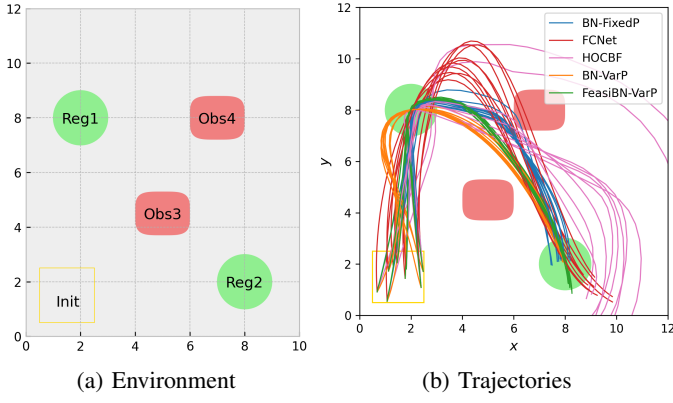 12
10
8
6
4
2
0
0 2 4 6 8 10
Reg1
Obs4
Obs3
Reg2
Init
(a) Environment
12
10
8
6
4
2
0
y
0 2 4 6 8 10 12
x
BN-FixedP
FCNet
HOCBF
BN-VarP
FeasiBN-VarP
(b) Trajectories